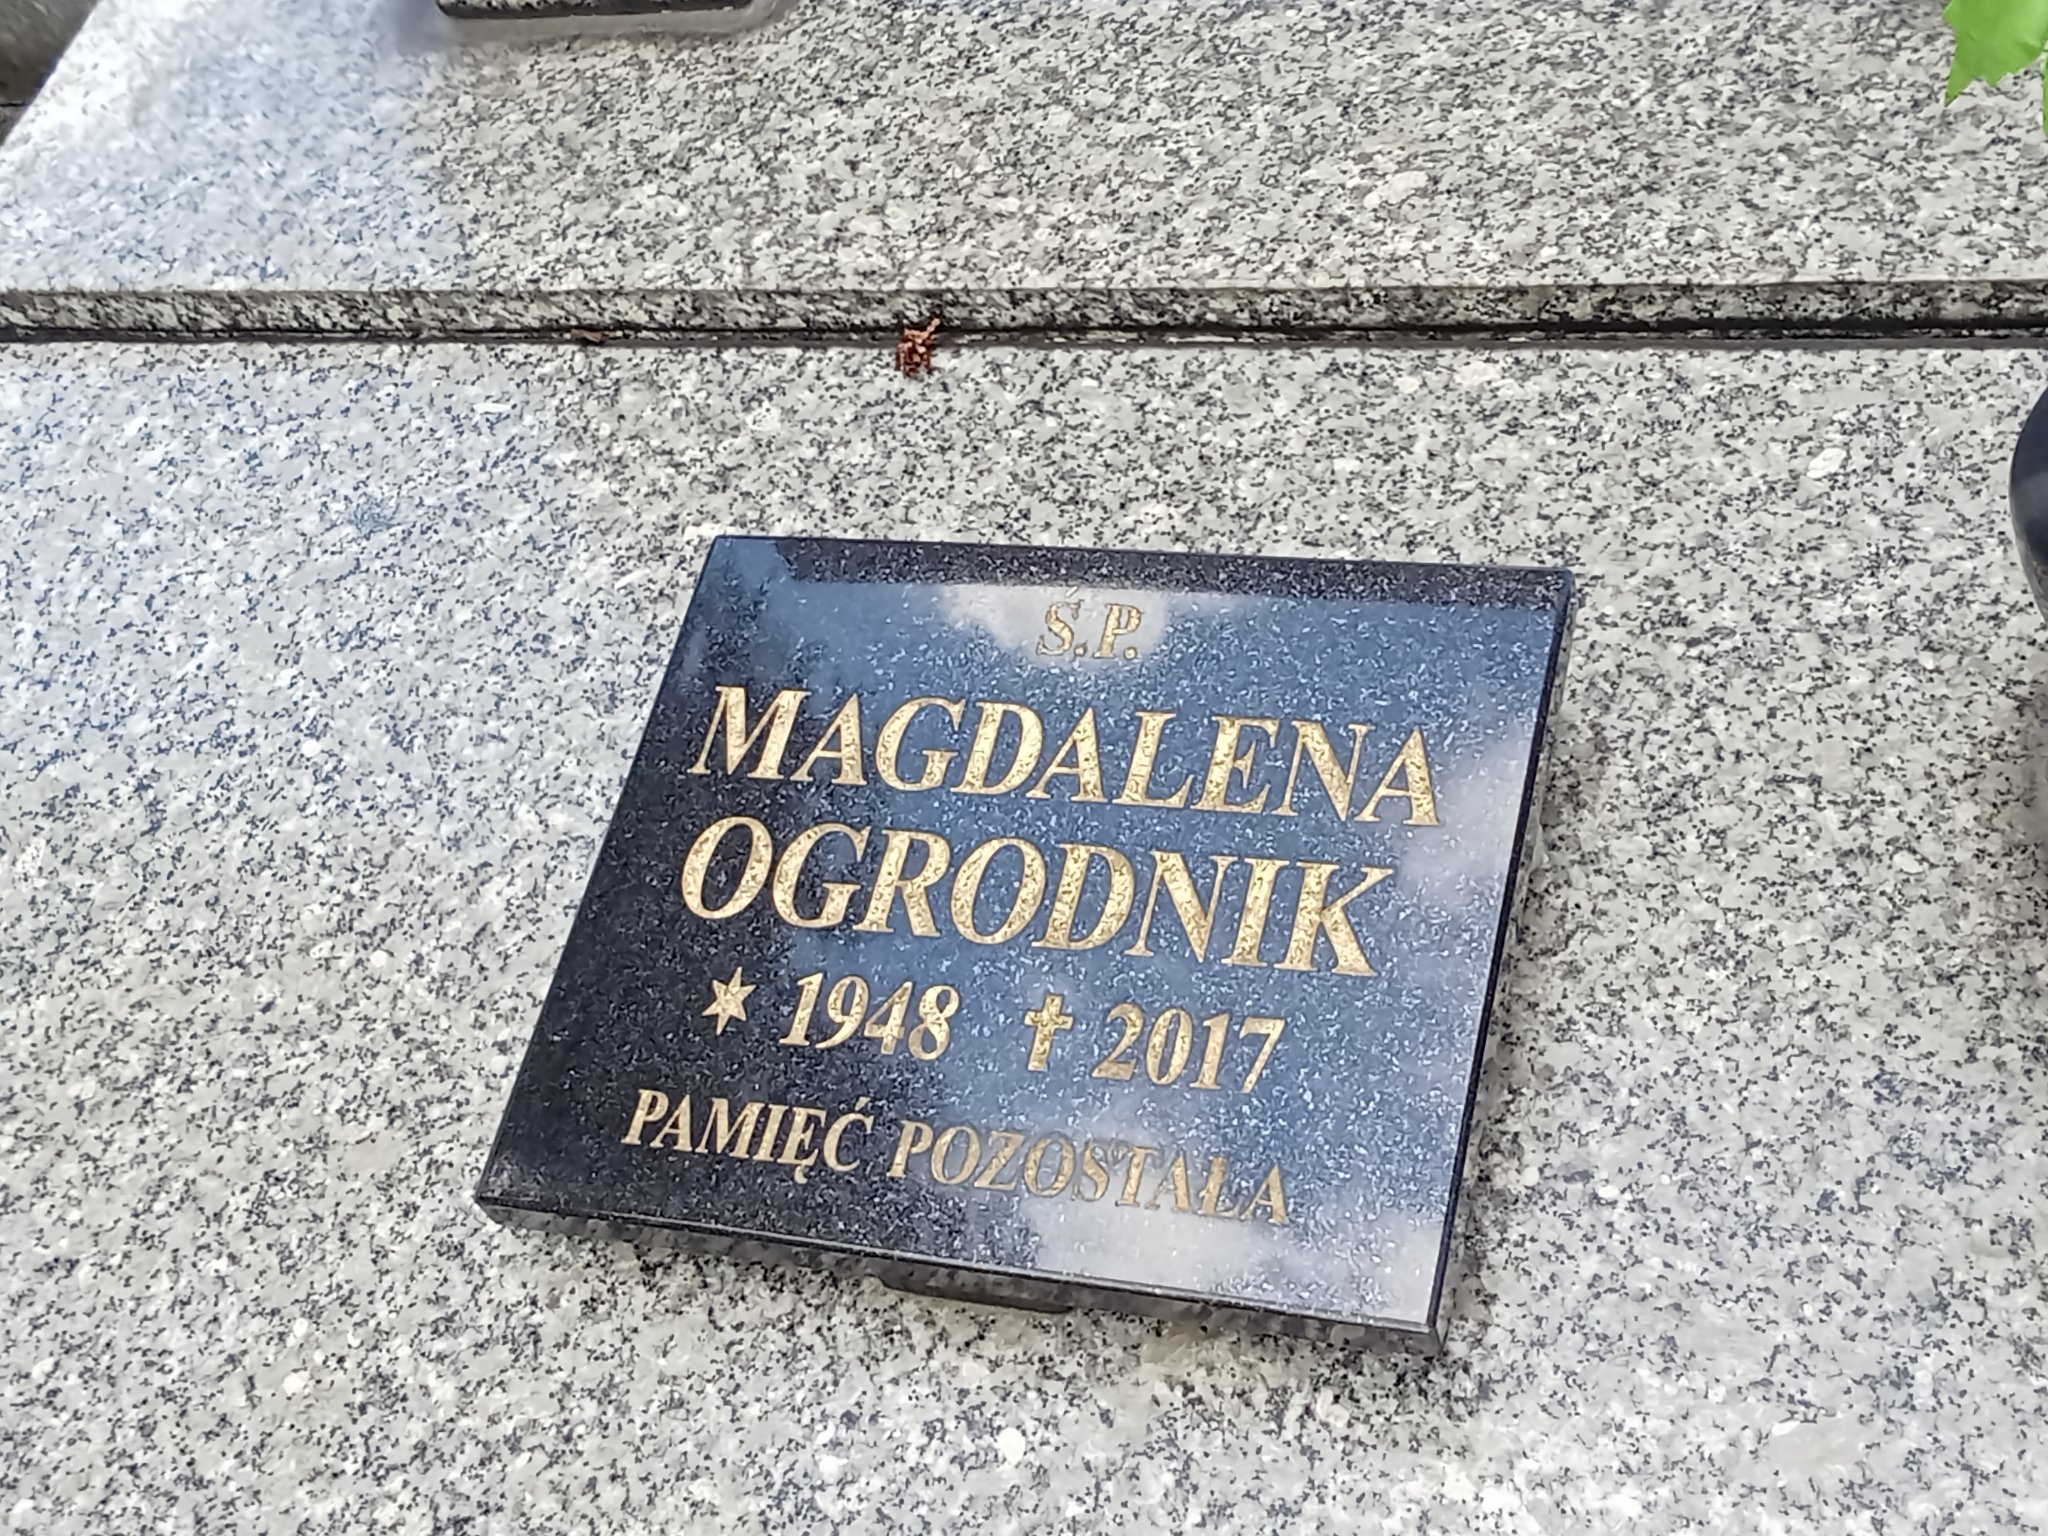 Ś.P.
MAGDALENA
OGRODNIK
* 1948 ✝ 2017
PAMIĘĆ POZOSTAŁA